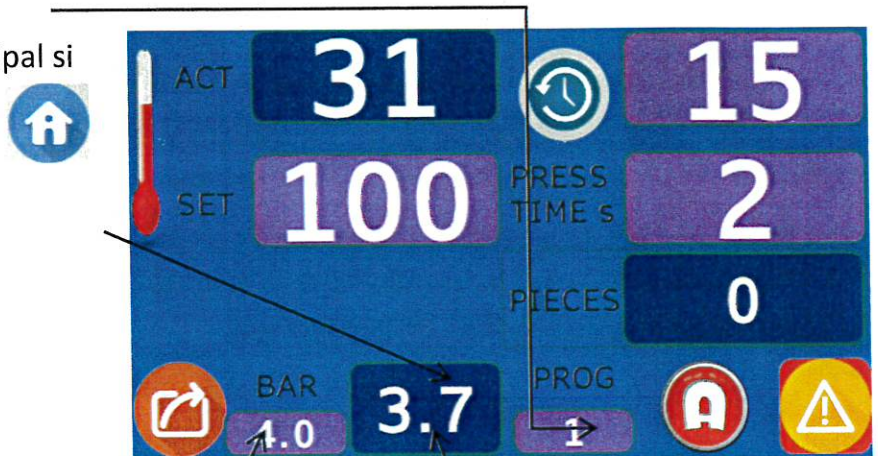 pal si
ACT 31 15
SET 100 PRESS TIME s 2
PIECES 0
BAR 4.0 3.7 PROG 1